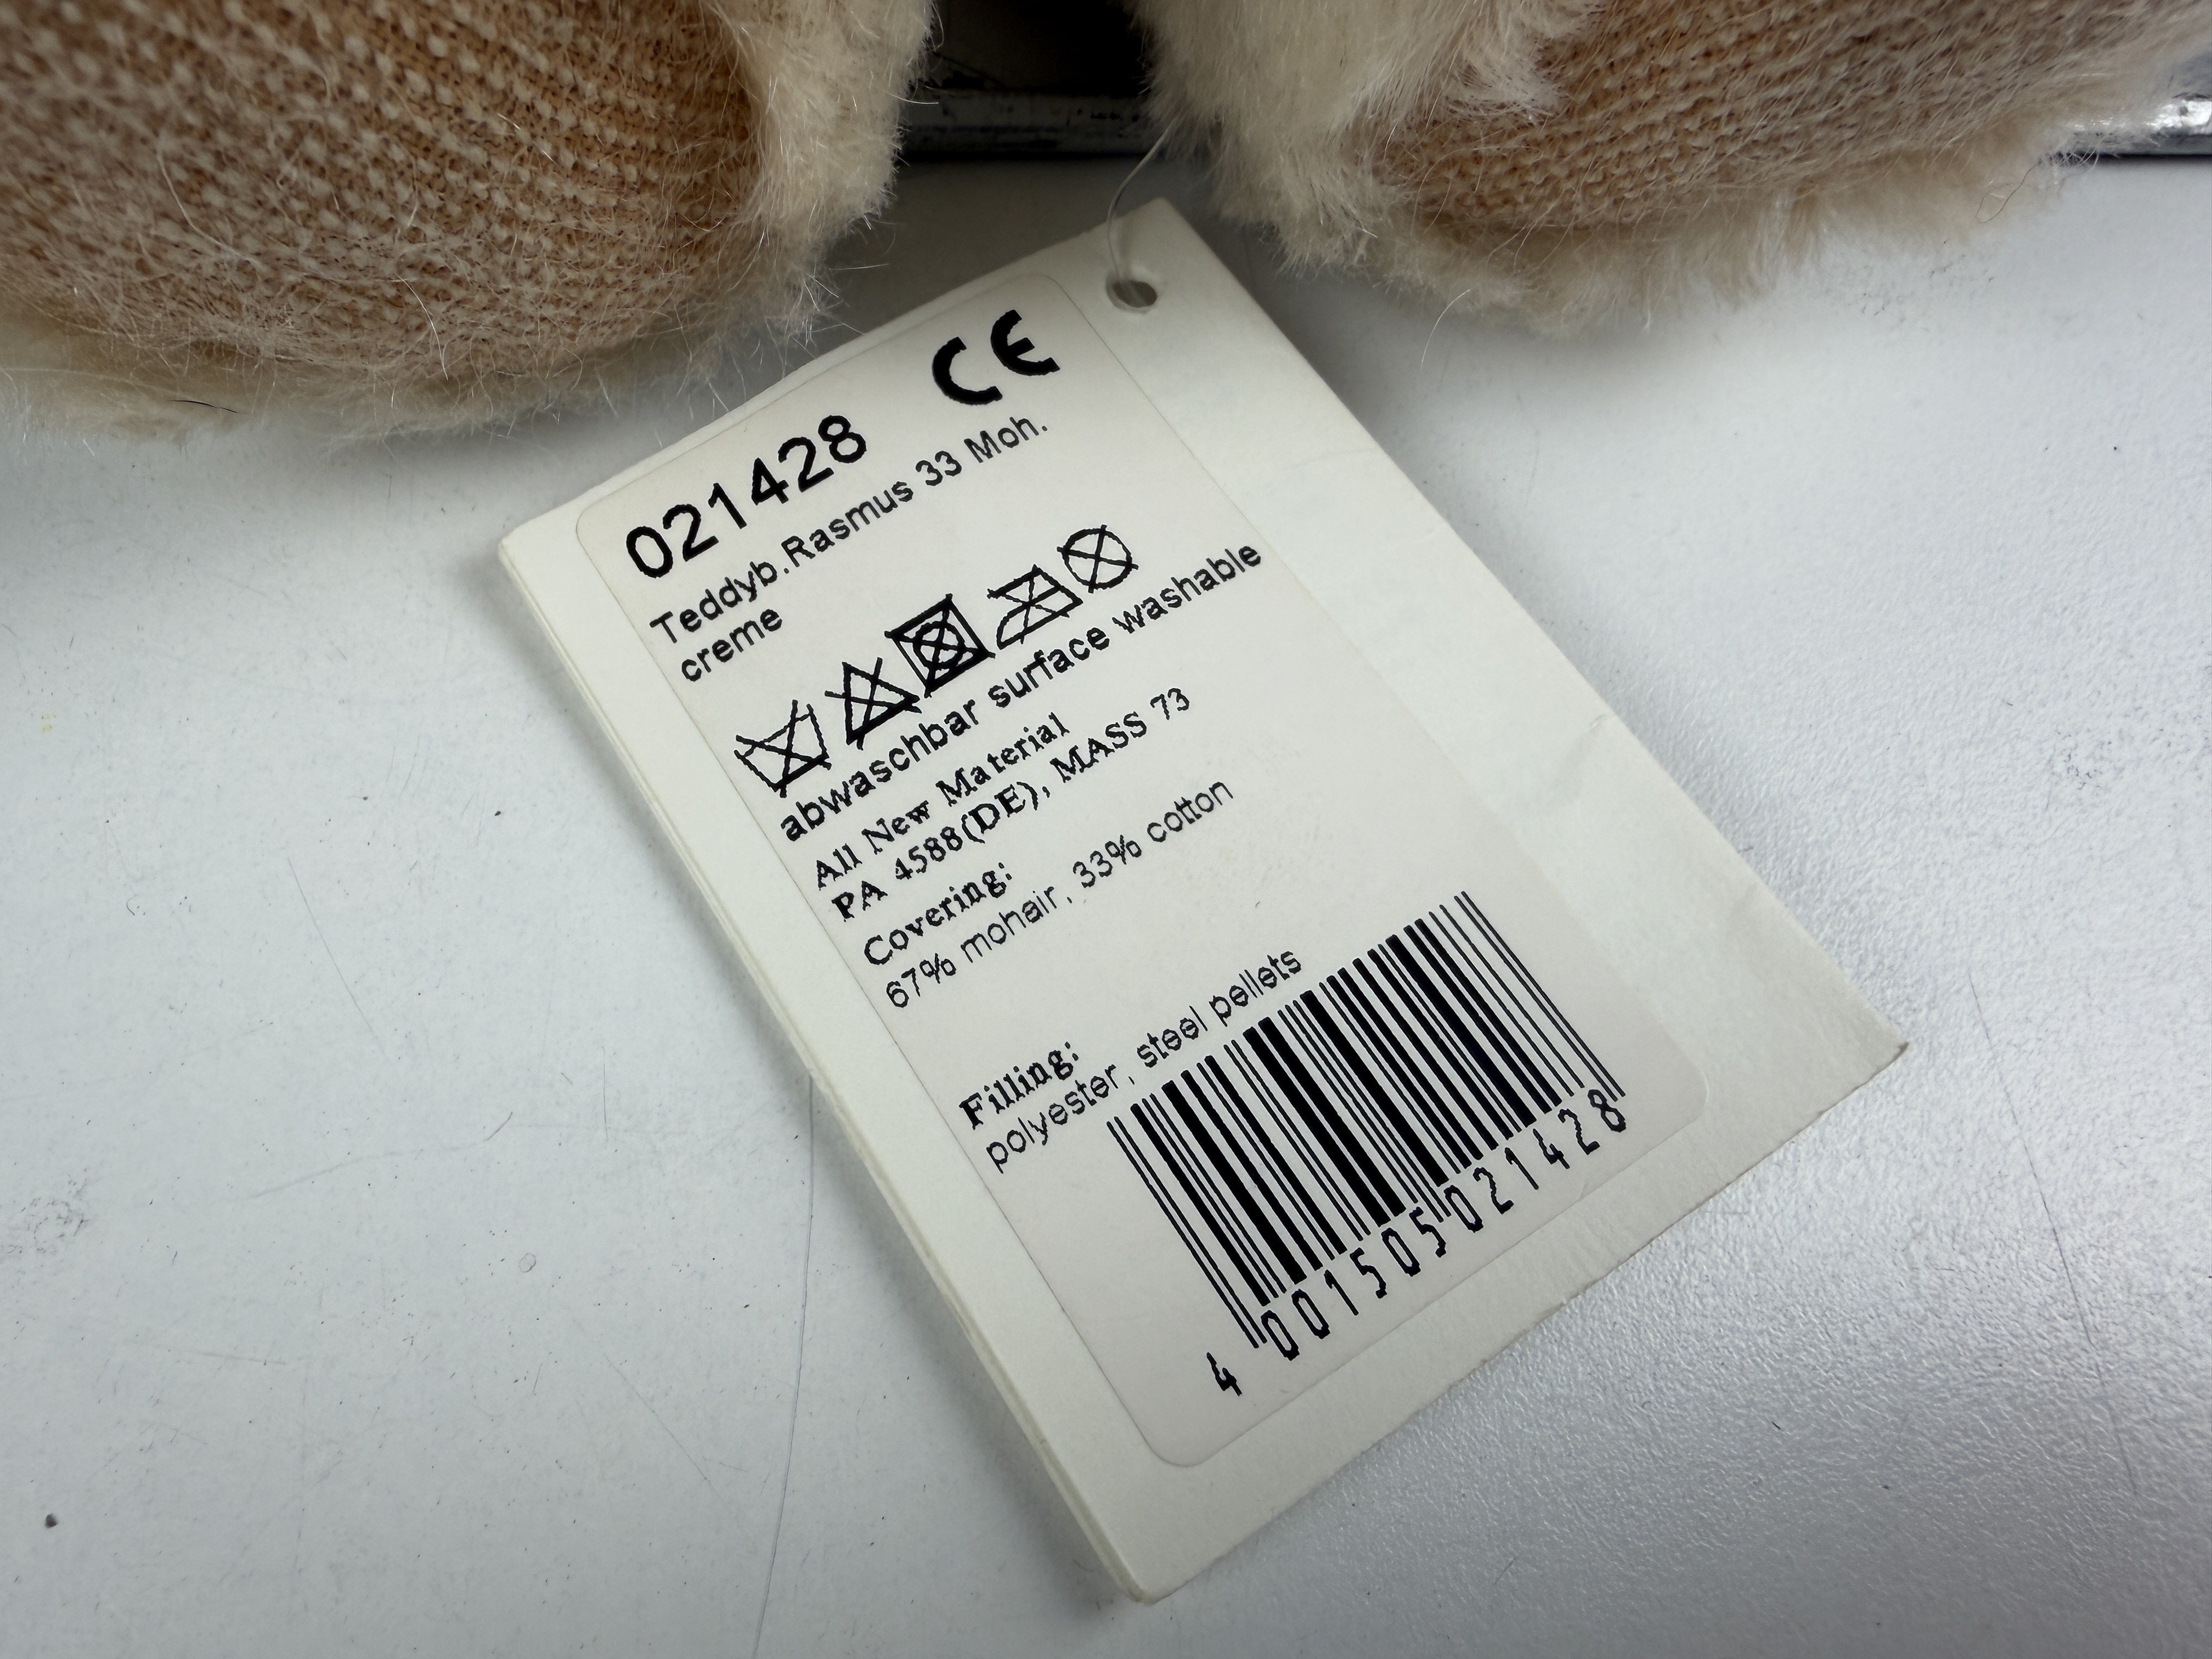 CE
021428
Teddyb.Rasmus 33 Moh.
creme
abwaschbar surface washable
All New Material
PA 4588(DE), MASS 73
Covering:
67% mohair, 33% cotton
Filling:
polyester, steel pellets
4 001505 021428